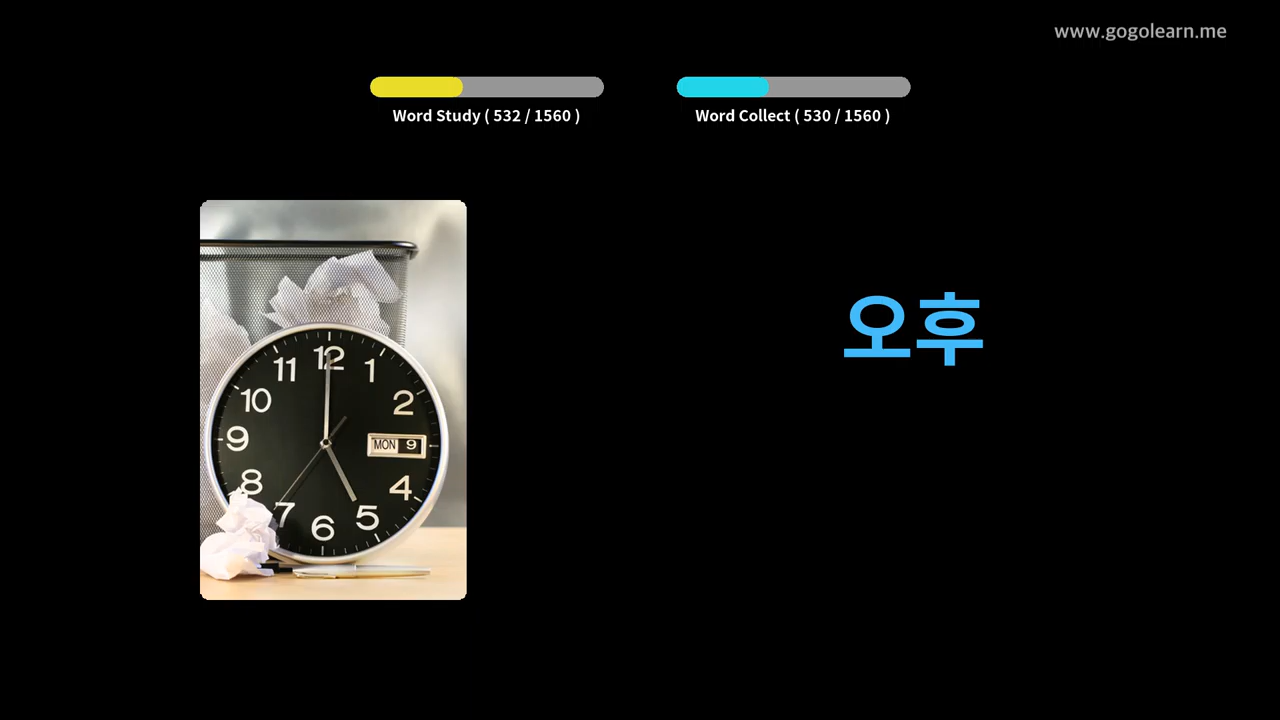 www.gogolearn.me
Word Study ( 532 / 1560 )
Word Collect ( 530 / 1560 )
오후
12
1
2
MON 9
4
5
6
7
8
9
10
11